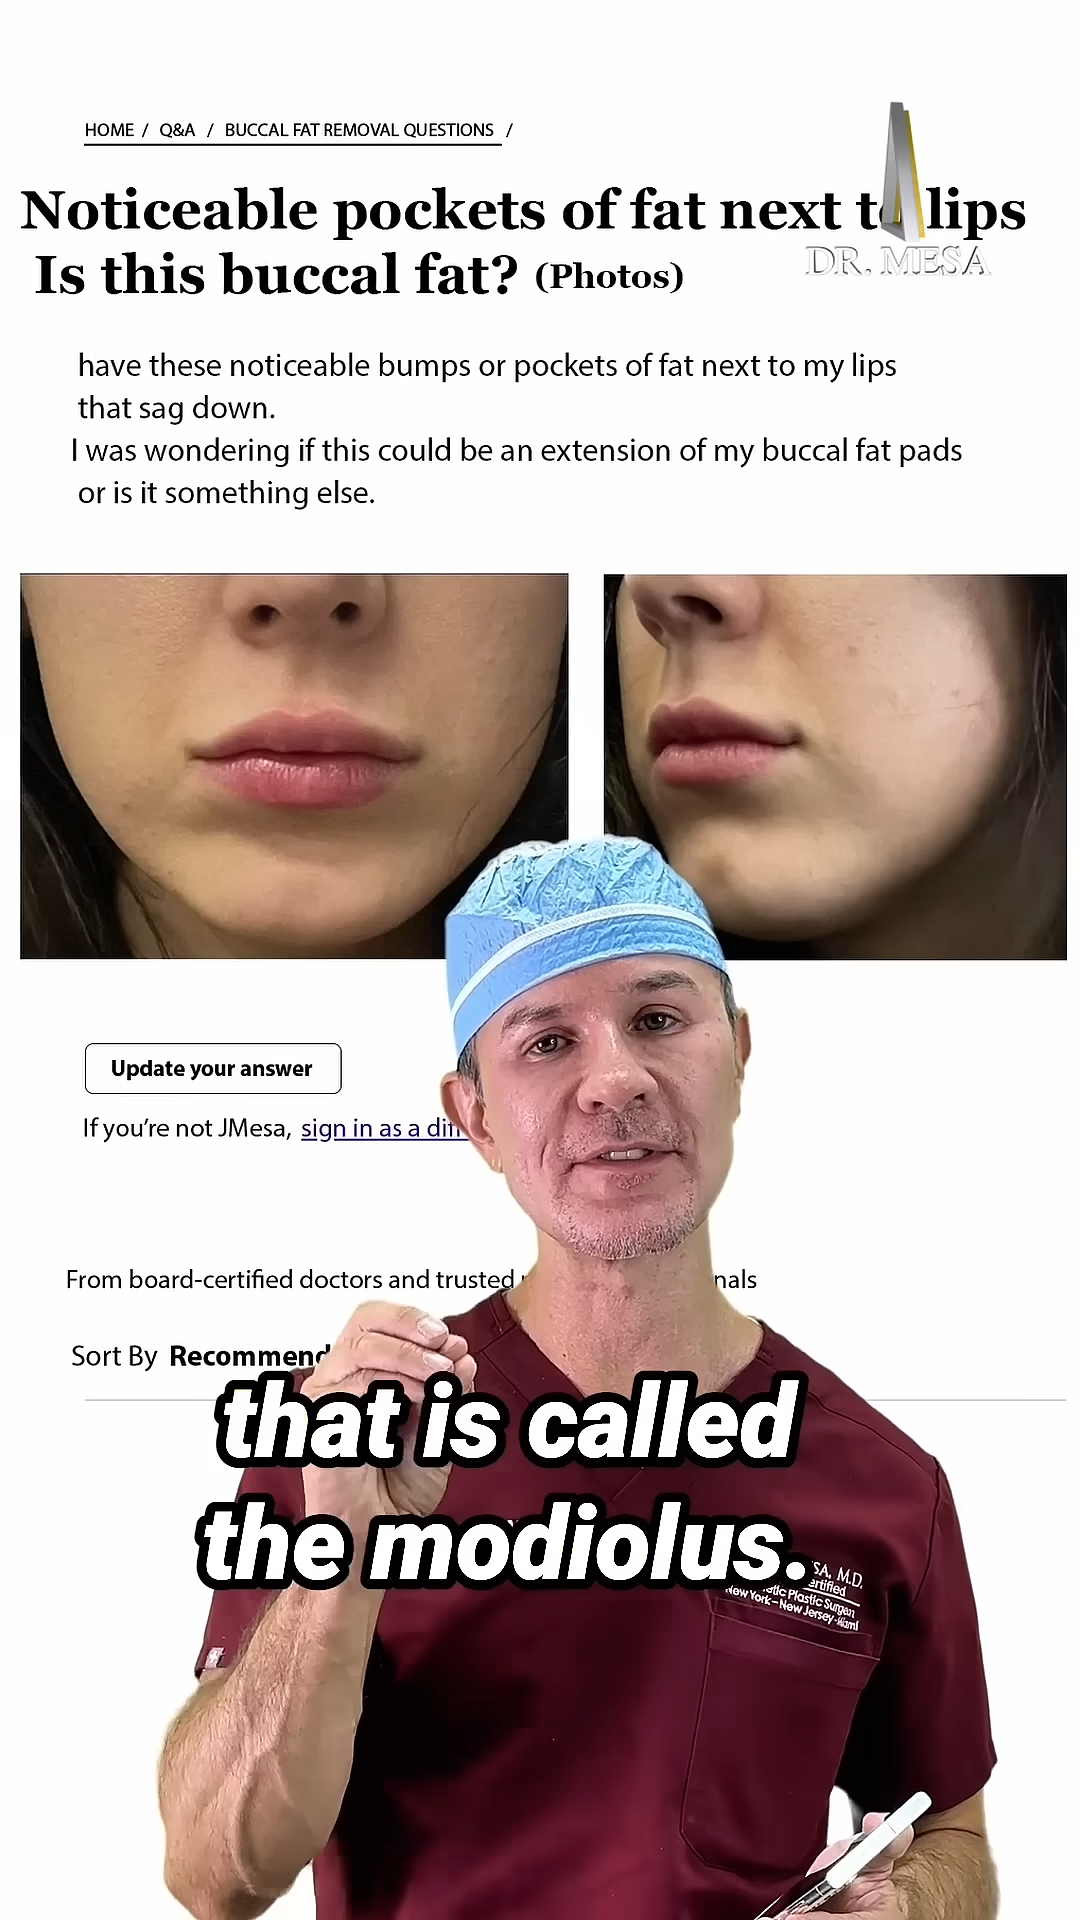 HOME / Q&A / BUCCAL FAT REMOVAL QUESTIONS /
Noticeable pockets of fat next to lips
Is this buccal fat? (Photos)
DR. MESA
have these noticeable bumps or pockets of fat next to my lips
that sag down.
I was wondering if this could be an extension of my buccal fat pads
or is it something else.
Update your answer
If you're not JMesa, sign in as a
From board-certified doctors and trusted
Sort By Recommend
that is called
the modiolus.
M.D.
Plastic Surgeon
New York - New Jersey - Miami